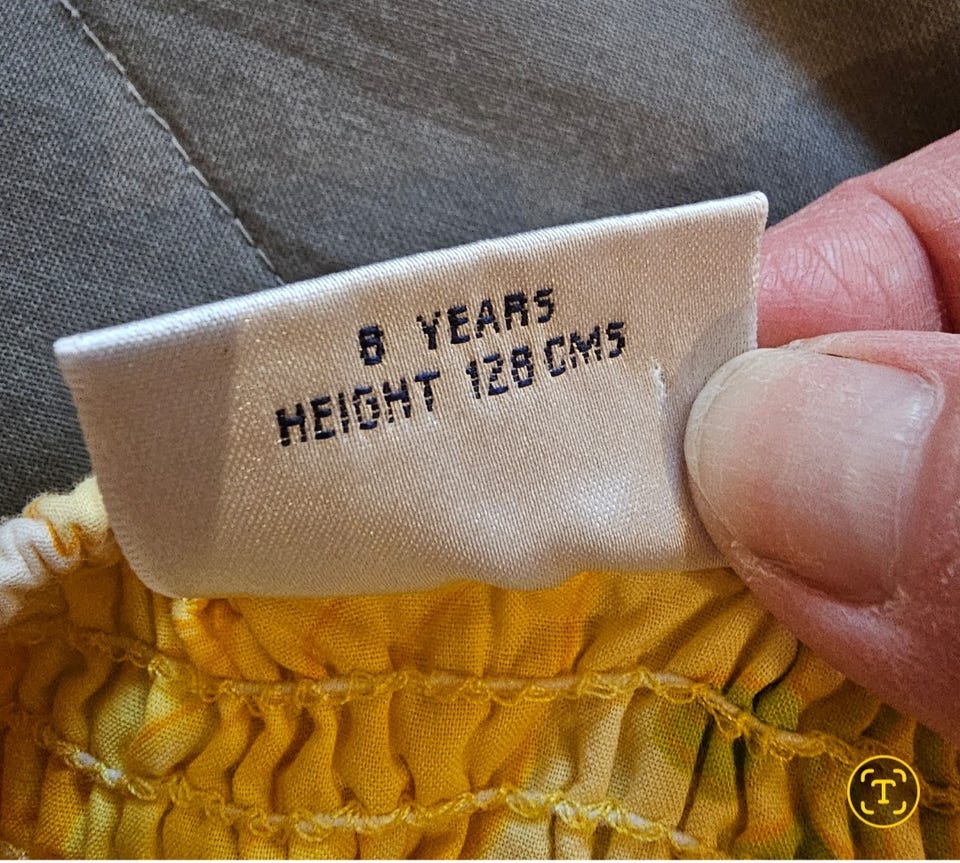 8 YEARS
HEIGHT 128 CMS